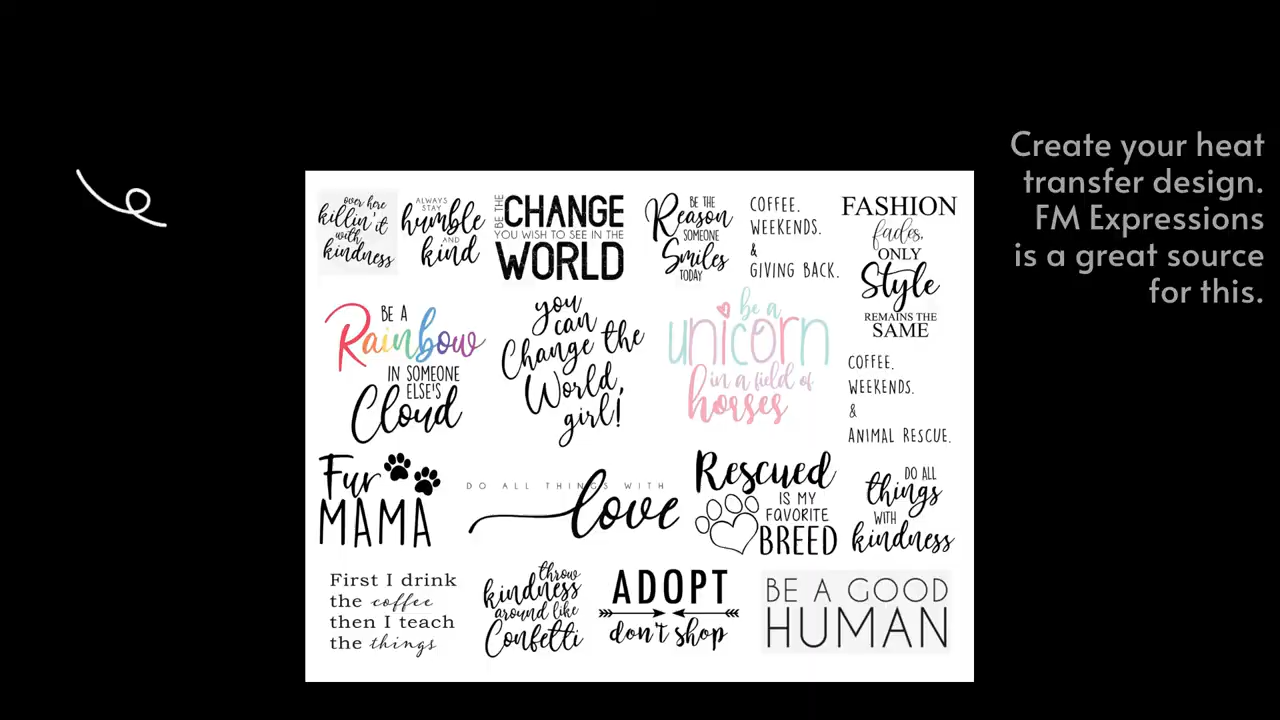 Create your heat
transfer design.
FM Expressions
is a great source
for this.
over here
killin' it
with
kindness
ALWAYS
STAY
humble
AND
kind
BE THE
CHANGE
YOU WISH TO SEE IN THE
WORLD
BE THE
Reason
SOMEONE
Smiles
TODAY
COFFEE.
WEEKENDS.
&
GIVING BACK.
FASHION
fades,
ONLY
Style
REMAINS THE
SAME
BE A
Rainbow
IN SOMEONE
ELSE'S
Cloud
you
can
Change the
World,
girl!
be a
unicorn
in a field of
horses
COFFEE.
WEEKENDS.
&
ANIMAL RESCUE.
Fur
MAMA
DO ALL THINGS WITH
love
Rescued
IS MY
FAVORITE
BREED
DO ALL
things
WITH
kindness
First I drink
the coffee
then I teach
the things
throw
kindness
around like
Confetti
ADOPT
don't shop
BE A GOOD
HUMAN